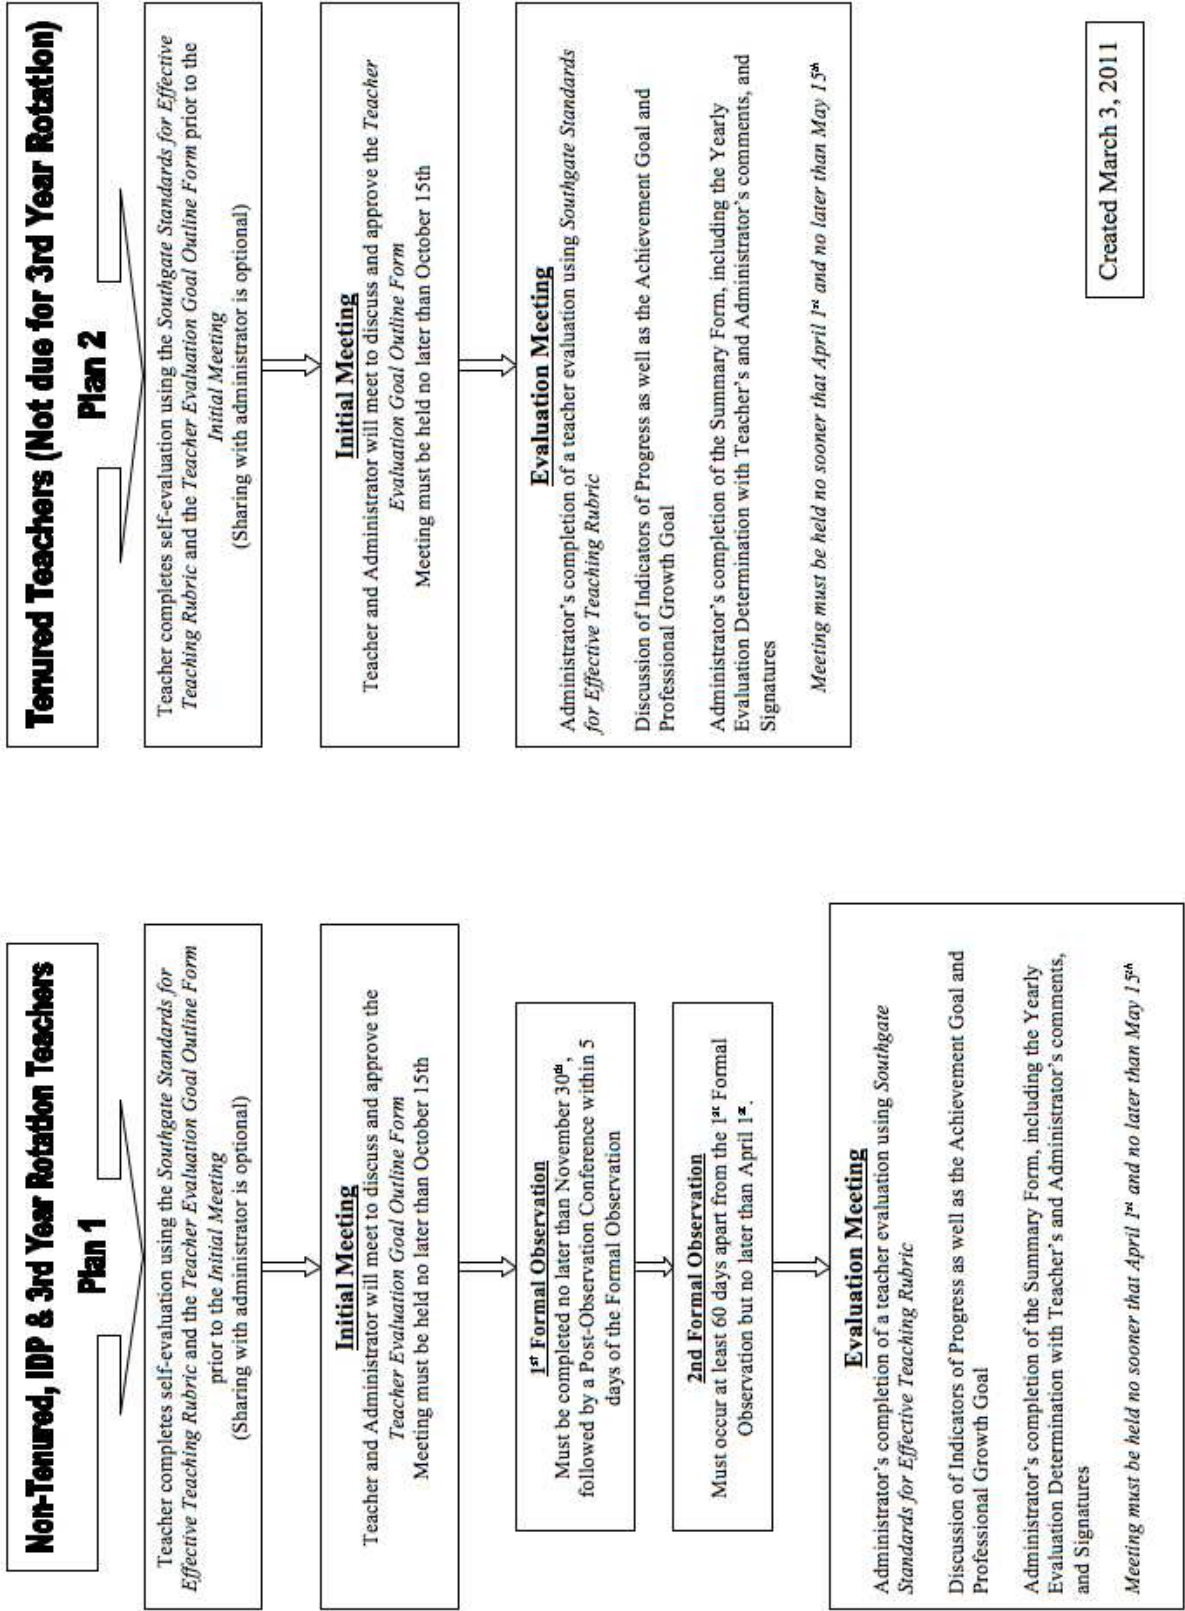 Non-Tenured, IDP & 3rd Year Rotation Teachers
Plan 1
Teacher completes self-evaluation using the Southgate Standards for
Effective Teaching Rubric and the Teacher Evaluation Goal Outline Form
prior to the Initial Meeting
(Sharing with administrator is optional)
Initial Meeting
Teacher and Administrator will meet to discuss and approve the
Teacher Evaluation Goal Outline Form
Meeting must be held no later than October 15th
1st Formal Observation
Must be completed no later than November 30th,
followed by a Post-Observation Conference within 5
days of the Formal Observation
2nd Formal Observation
Must occur at least 60 days apart from the 1st Formal
Observation but no later than April 1st.
Evaluation Meeting
Administrator's completion of a teacher evaluation using Southgate
Standards for Effective Teaching Rubric
Discussion of Indicators of Progress as well as the Achievement Goal and
Professional Growth Goal
Administrator's completion of the Summary Form, including the Yearly
Evaluation Determination with Teacher's and Administrator's comments,
and Signatures
Meeting must be held no sooner that April 1st and no later than May 15th
Tenured Teachers (Not due for 3rd Year Rotation)
Plan 2
Teacher completes self-evaluation using the Southgate Standards for Effective
Teaching Rubric and the Teacher Evaluation Goal Outline Form prior to the
Initial Meeting
(Sharing with administrator is optional)
Initial Meeting
Teacher and Administrator will meet to discuss and approve the Teacher
Evaluation Goal Outline Form
Meeting must be held no later than October 15th
Evaluation Meeting
Administrator's completion of a teacher evaluation using Southgate Standards
for Effective Teaching Rubric
Discussion of Indicators of Progress as well as the Achievement Goal and
Professional Growth Goal
Administrator's completion of the Summary Form, including the Yearly
Evaluation Determination with Teacher's and Administrator's comments, and
Signatures
Meeting must be held no sooner that April 1st and no later than May 15th
Created March 3, 2011